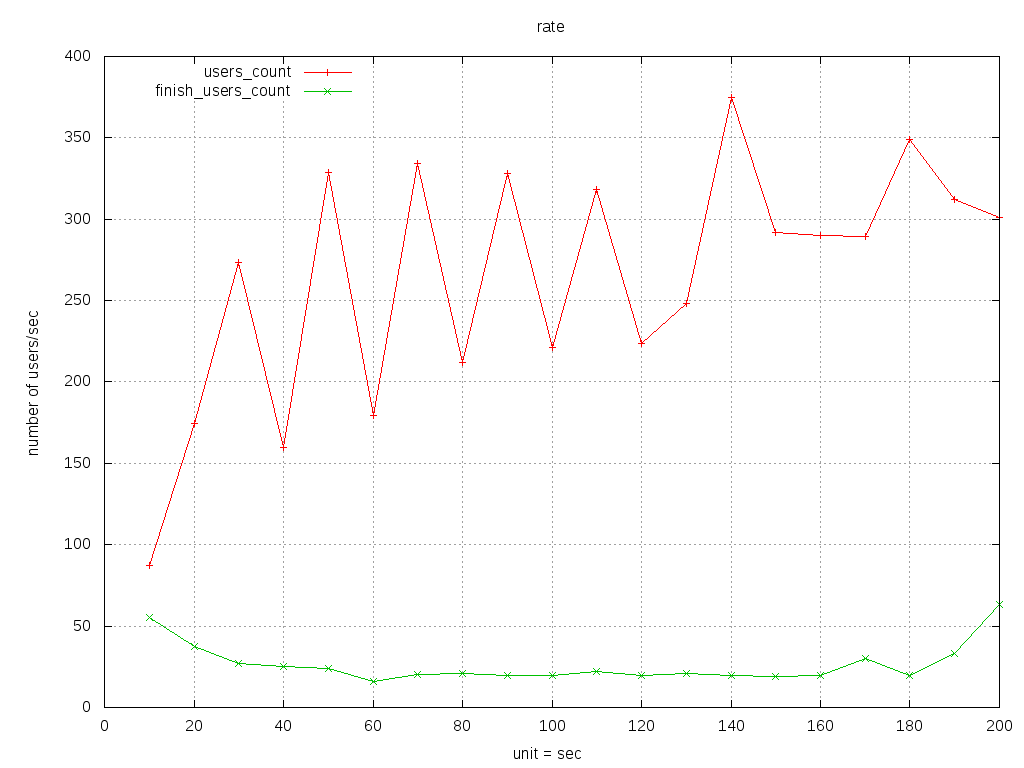 rate
400
350
300
250
200
150
100
50
0
users_count
finish_users_count
number of users/sec
0 20 40 60 80 100 120 140 160 180 200
unit = sec